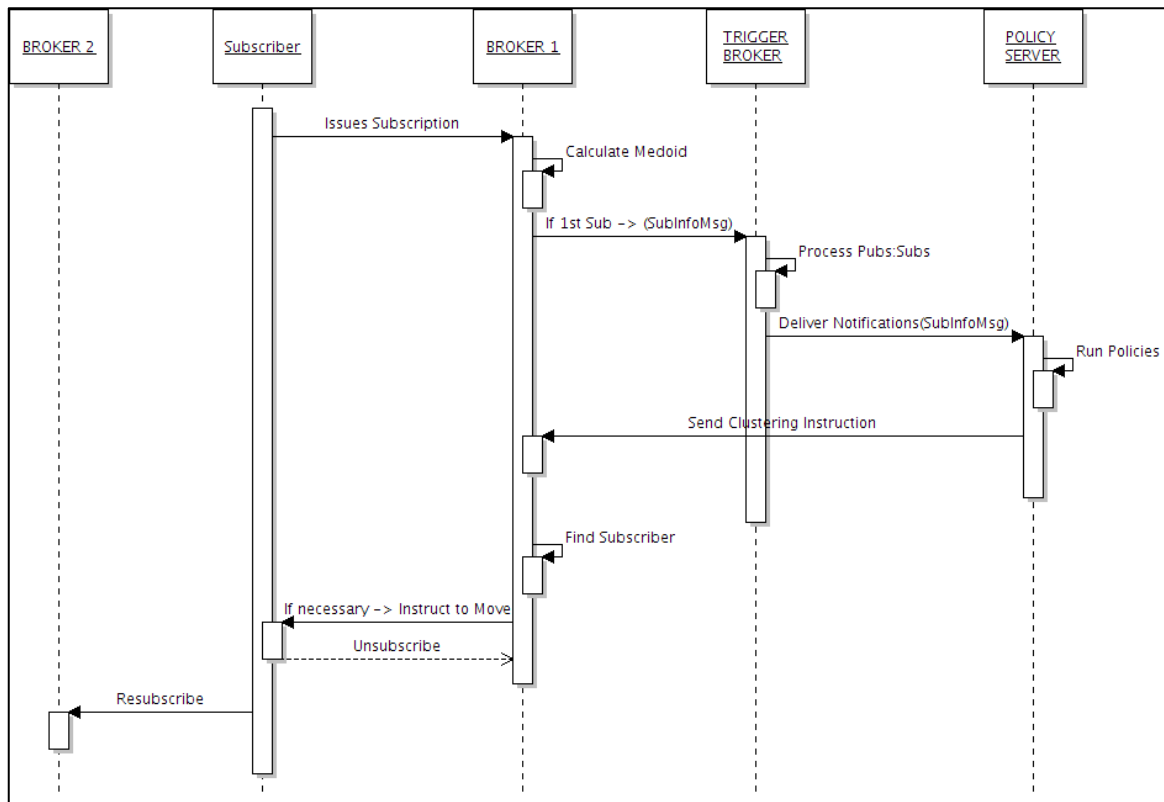 BROKER 2
Subscriber
BROKER 1
TRIGGER
BROKER
POLICY
SERVER
Issues Subscription
Calculate Medoid
If 1st Sub -> (SubInfoMsg)
Process Pubs:Subs
Deliver Notifications(SubInfoMsg)
Run Policies
Send Clustering Instruction
Find Subscriber
If necessary -> Instruct to Move
Unsubscribe
Resubscribe